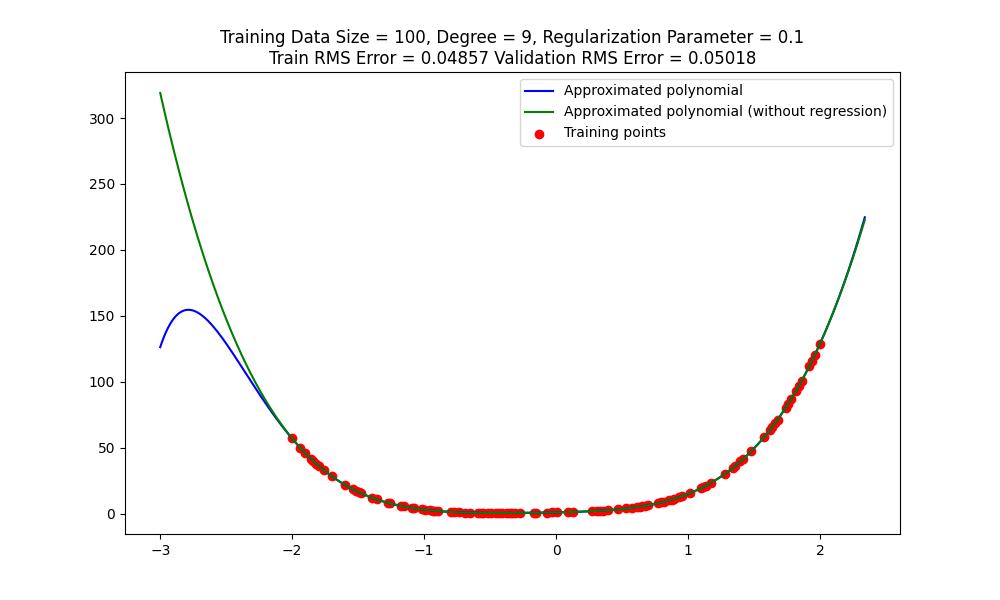 Training Data Size = 100, Degree = 9, Regularization Parameter = 0.1
Train RMS Error = 0.04857 Validation RMS Error = 0.05018
Approximated polynomial
Approximated polynomial (without regression)
Training points
300
250
200
150
100
50
0
−3
−2
−1
0
1
2